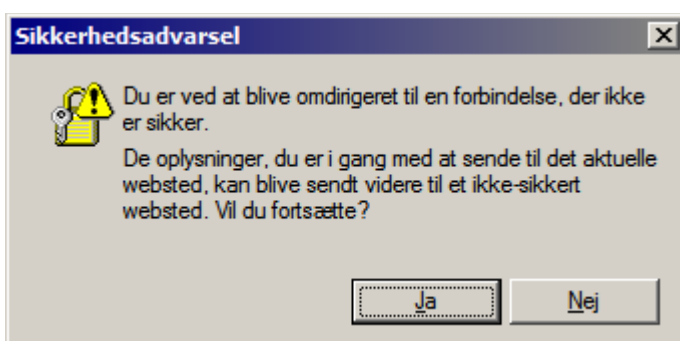 Sikkerhedsadvarsel
Du er ved at blive omdirigeret til en forbindelse, der ikke
er sikker.
De oplysninger, du er i gang med at sende til det aktuelle
websted, kan blive sendt videre til et ikke-sikkert
websted. Vil du fortsætte?
Ja
Nej